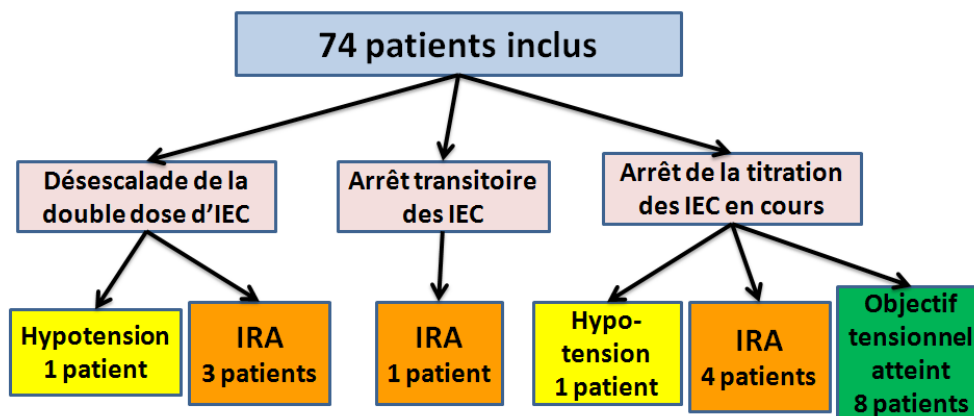 74 patients inclus
Désescalade de la
double dose d'IEC
Arrêt transitoire
des IEC
Arrêt de la titration
des IEC en cours
Hypotension
1 patient
IRA
3 patients
IRA
1 patient
Hypo-
tension
1 patient
IRA
4 patients
Objectif
tensionnel
atteint
8 patients